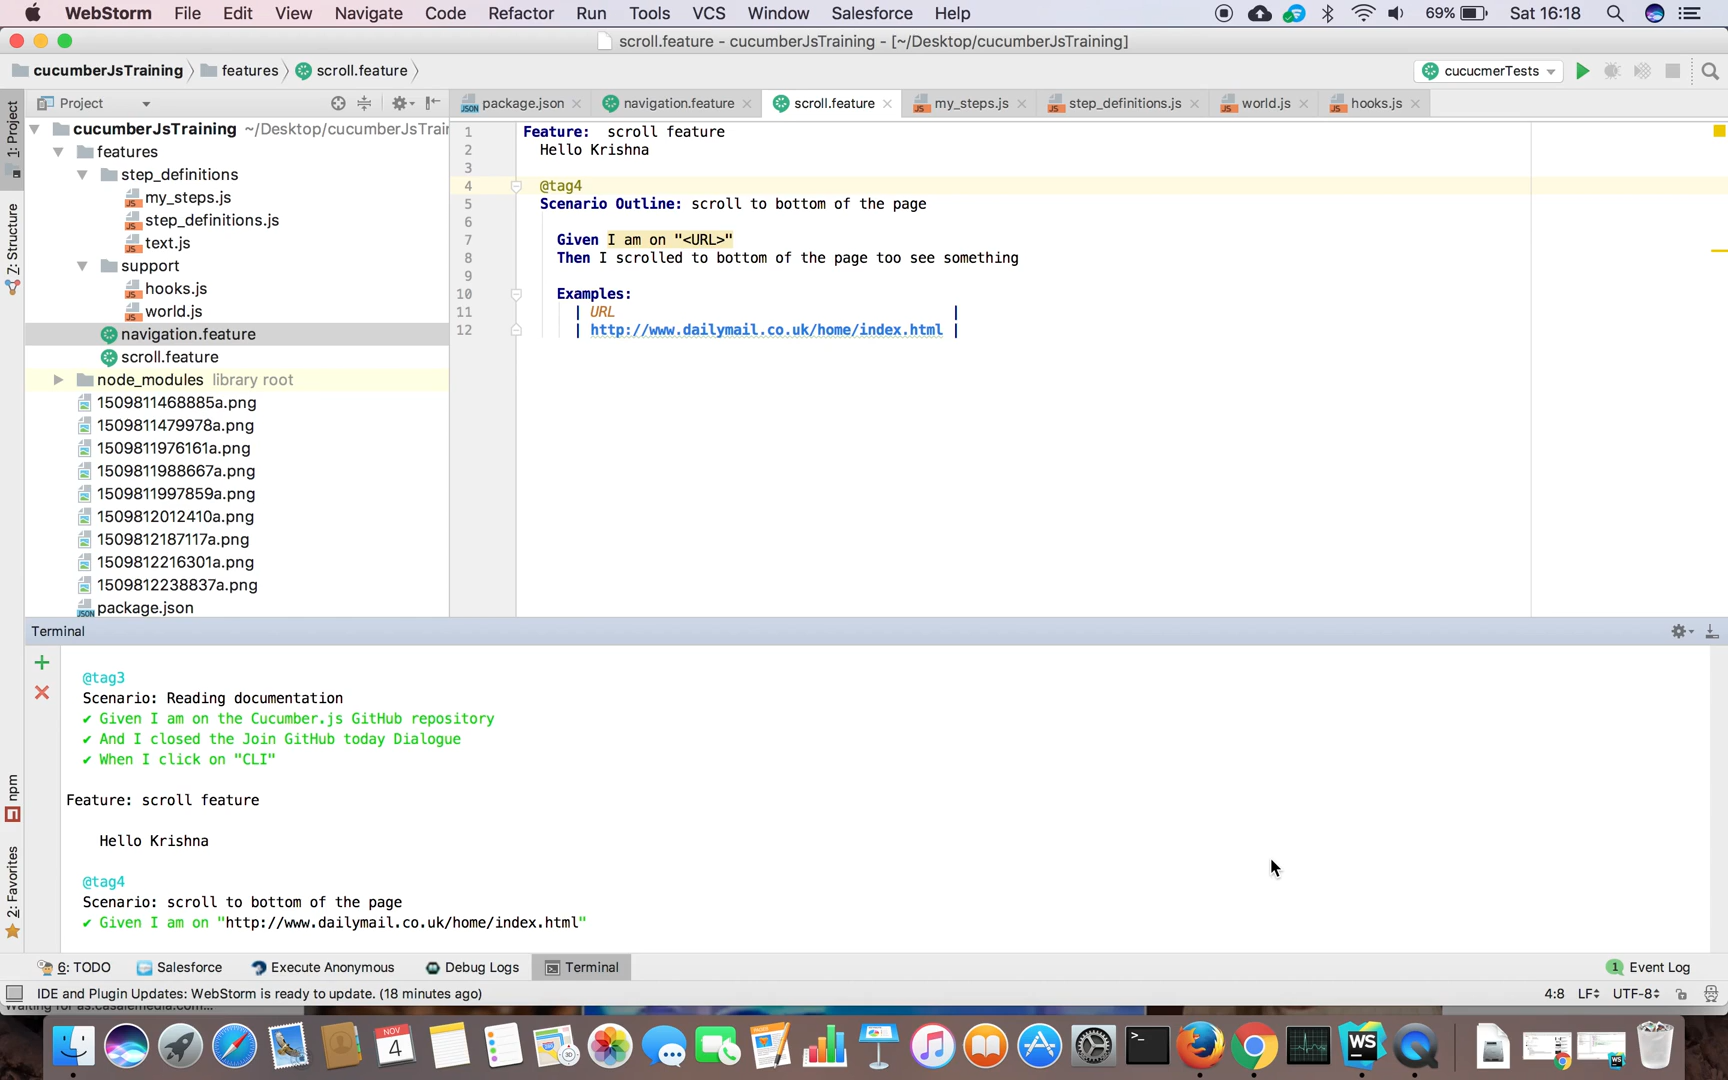 WebStorm File Edit View Navigate Code Refactor Run Tools VCS Window Salesforce Help 69% Sat 16:18
scroll.feature - cucumberJsTraining - [~/Desktop/cucumberJsTraining]
cucumberJsTraining features scroll.feature cucucmerTests
Project package.json navigation.feature scroll.feature my_steps.js step_definitions.js world.js hooks.js
1: Project
Z: Structure
npm
2: Favorites
cucumberJsTraining ~/Desktop/cucumberJsTrai
features
step_definitions
my_steps.js
step_definitions.js
text.js
support
hooks.js
world.js
navigation.feature
scroll.feature
node_modules library root
1509811468885a.png
1509811479978a.png
1509811976161a.png
1509811988667a.png
1509811997859a.png
1509812012410a.png
1509812187117a.png
1509812216301a.png
1509812238837a.png
package.json
1 Feature: scroll feature
2 Hello Krishna
3
4 @tag4
5 Scenario Outline: scroll to bottom of the page
6
7 Given I am on "<URL>"
8 Then I scrolled to bottom of the page too see something
9
10 Examples:
11 | URL |
12 | http://www.dailymail.co.uk/home/index.html |
Terminal
@tag3
Scenario: Reading documentation
✔ Given I am on the Cucumber.js GitHub repository
✔ And I closed the Join GitHub today Dialogue
✔ When I click on "CLI"
Feature: scroll feature
Hello Krishna
@tag4
Scenario: scroll to bottom of the page
✔ Given I am on "http://www.dailymail.co.uk/home/index.html"
6: TODO Salesforce Execute Anonymous Debug Logs Terminal 1 Event Log
IDE and Plugin Updates: WebStorm is ready to update. (18 minutes ago) 4:8 LF UTF-8
NOV
4
WS